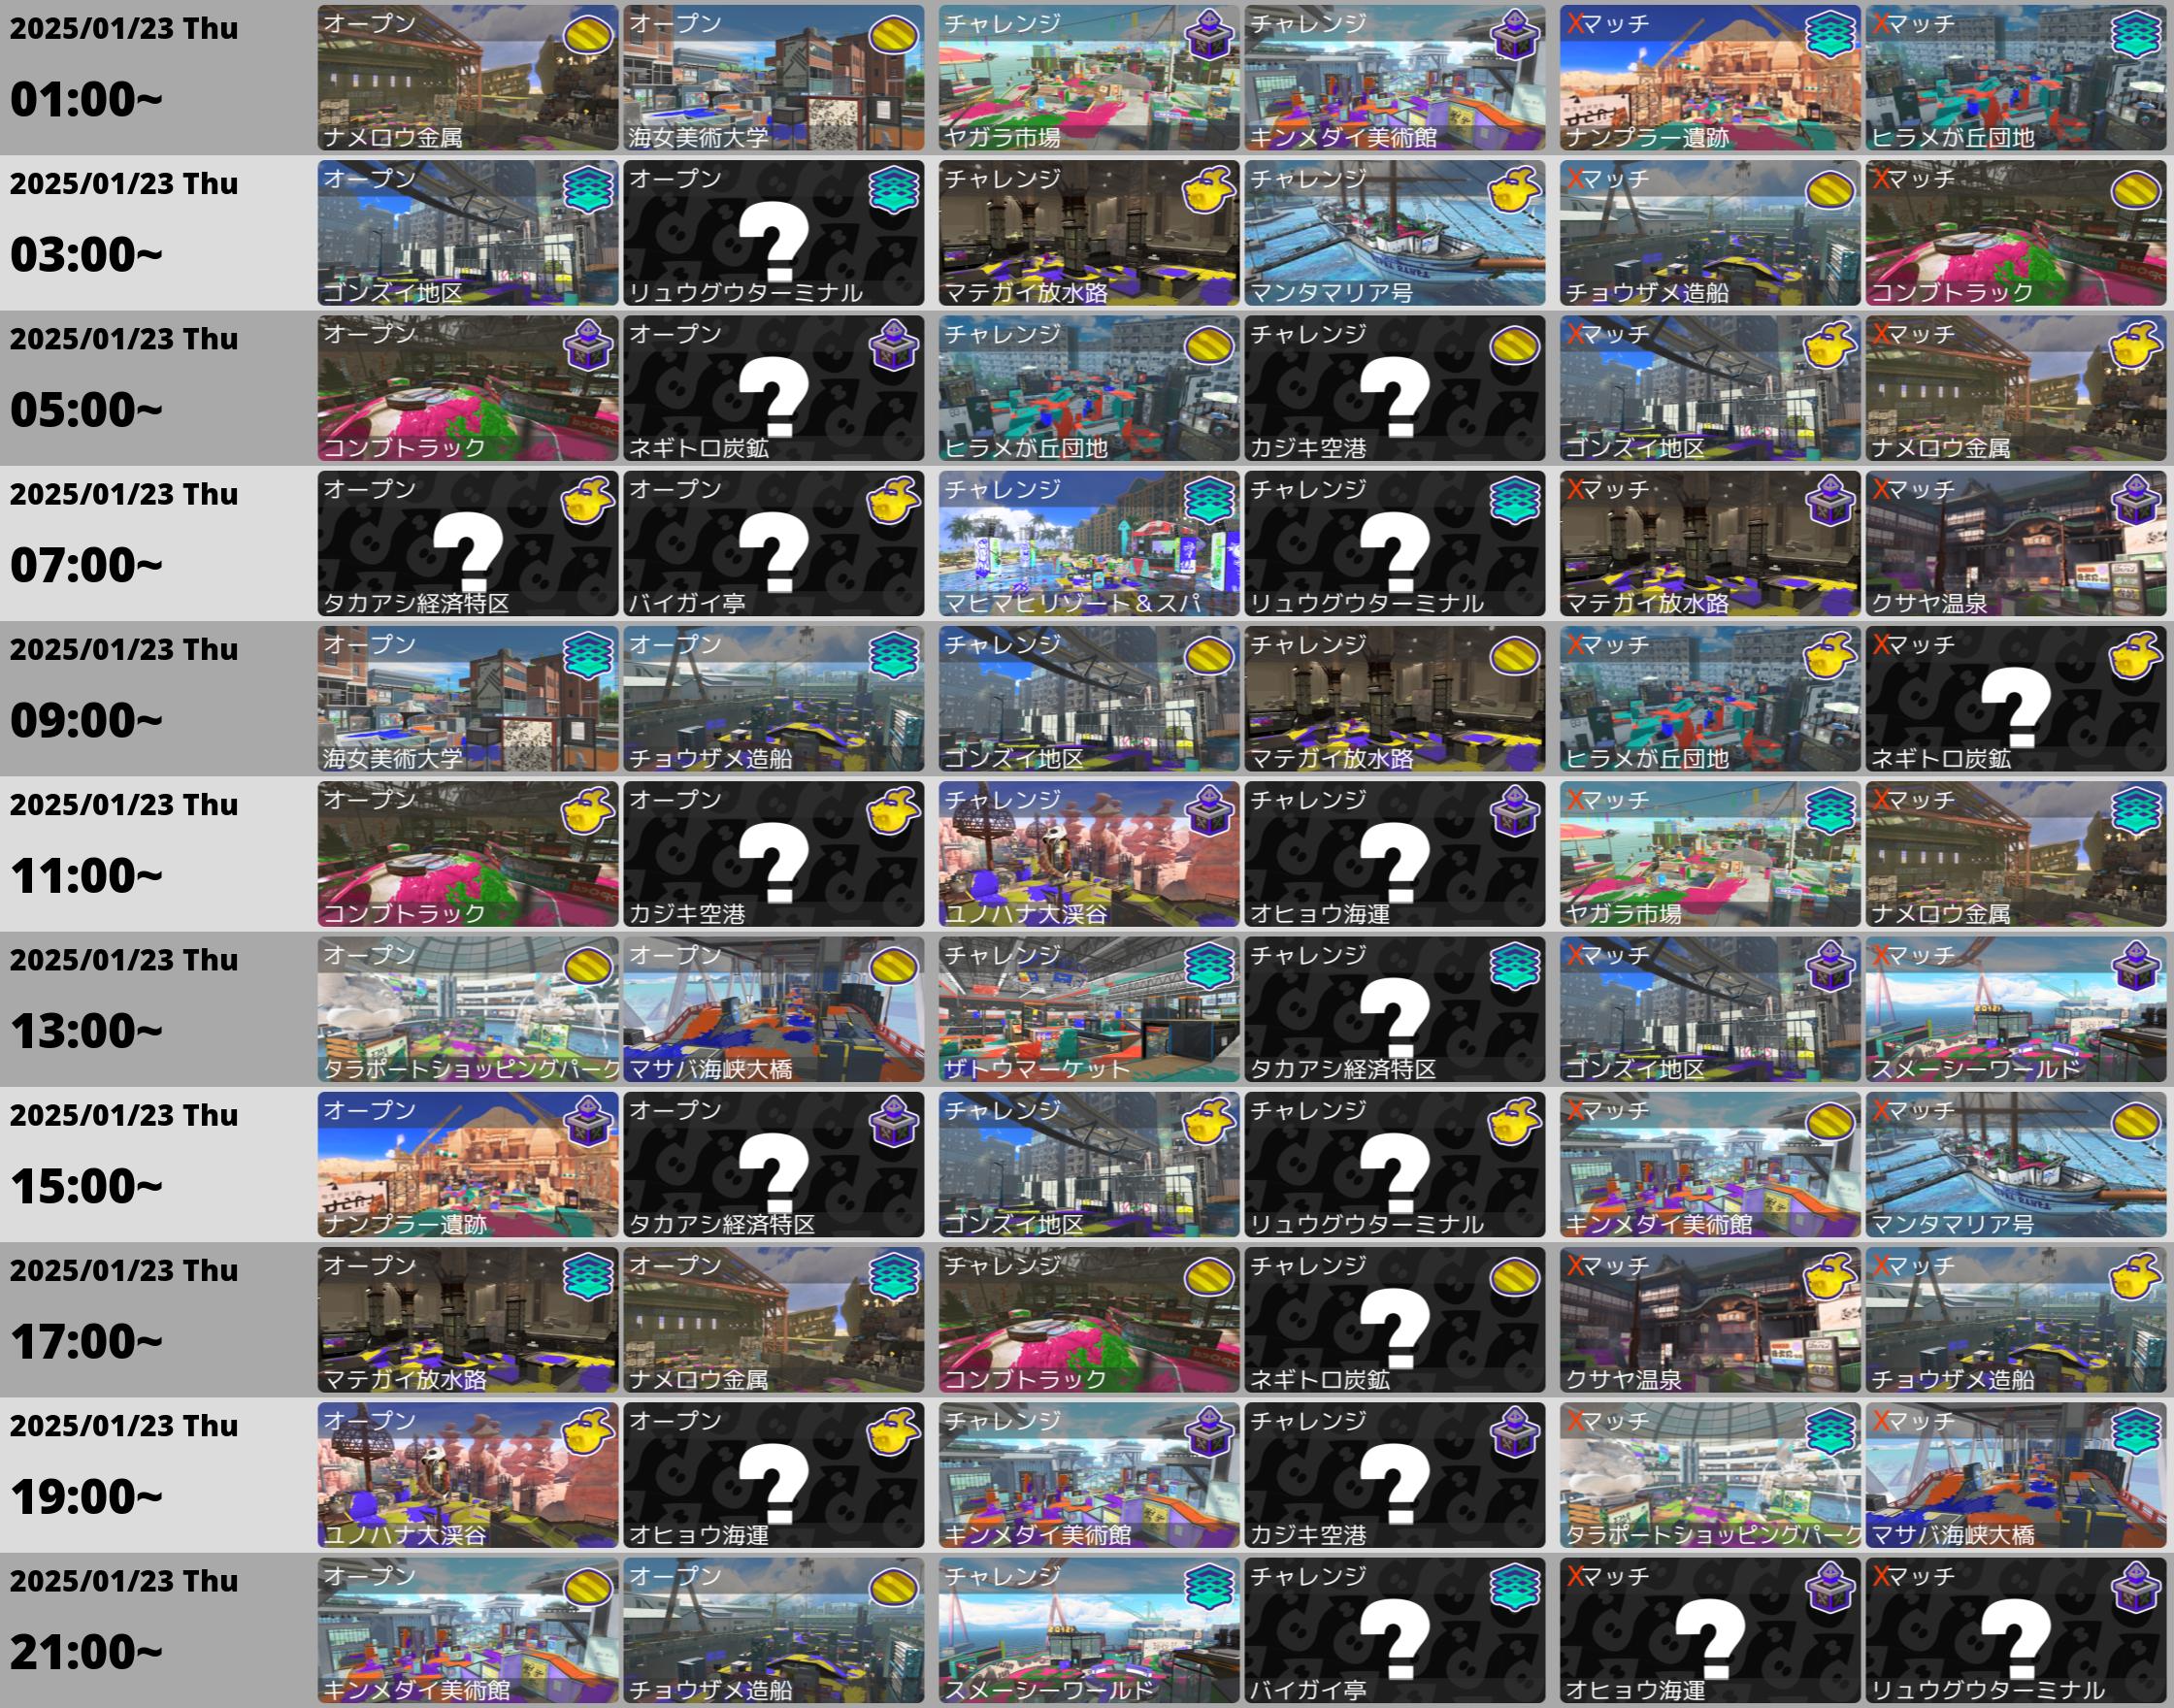 2025/01/23 Thu
01:00~
オープン オープン チャレンジ チャレンジ Xマッチ Xマッチ
ナメロウ金属 海女美術大学 ヤガラ市場 キンメダイ美術館 ナンプラー遺跡 ヒラメが丘団地
2025/01/23 Thu
03:00~
オープン オープン チャレンジ チャレンジ Xマッチ Xマッチ
ゴンズイ地区 リュウグウターミナル マテガイ放水路 マンタマリア号 チョウザメ造船 コンブトラック
2025/01/23 Thu
05:00~
オープン オープン チャレンジ チャレンジ Xマッチ Xマッチ
コンブトラック ネギトロ炭鉱 ヒラメが丘団地 カジキ空港 ゴンズイ地区 ナメロウ金属
2025/01/23 Thu
07:00~
オープン オープン チャレンジ チャレンジ Xマッチ Xマッチ
タカアシ経済特区 バイガイ亭 マヒマヒリゾート＆スパ リュウグウターミナル マテガイ放水路 クサヤ温泉
2025/01/23 Thu
09:00~
オープン オープン チャレンジ チャレンジ Xマッチ Xマッチ
海女美術大学 チョウザメ造船 ゴンズイ地区 マテガイ放水路 ヒラメが丘団地 ネギトロ炭鉱
2025/01/23 Thu
11:00~
オープン オープン チャレンジ チャレンジ Xマッチ Xマッチ
コンブトラック カジキ空港 ユノハナ大渓谷 オヒョウ海運 ヤガラ市場 ナメロウ金属
2025/01/23 Thu
13:00~
オープン オープン チャレンジ チャレンジ Xマッチ Xマッチ
タラポートショッピングパーク マサバ海峡大橋 ザトウマーケット タカアシ経済特区 ゴンズイ地区 スメーシーワールド
2025/01/23 Thu
15:00~
オープン オープン チャレンジ チャレンジ Xマッチ Xマッチ
ナンプラー遺跡 タカアシ経済特区 ゴンズイ地区 リュウグウターミナル キンメダイ美術館 マンタマリア号
2025/01/23 Thu
17:00~
オープン オープン チャレンジ チャレンジ Xマッチ Xマッチ
マテガイ放水路 ナメロウ金属 コンブトラック ネギトロ炭鉱 クサヤ温泉 チョウザメ造船
2025/01/23 Thu
19:00~
オープン オープン チャレンジ チャレンジ Xマッチ Xマッチ
ユノハナ大渓谷 オヒョウ海運 キンメダイ美術館 カジキ空港 タラポートショッピングパーク マサバ海峡大橋
2025/01/23 Thu
21:00~
オープン オープン チャレンジ チャレンジ Xマッチ Xマッチ
キンメダイ美術館 チョウザメ造船 スメーシーワールド バイガイ亭 オヒョウ海運 リュウグウターミナル